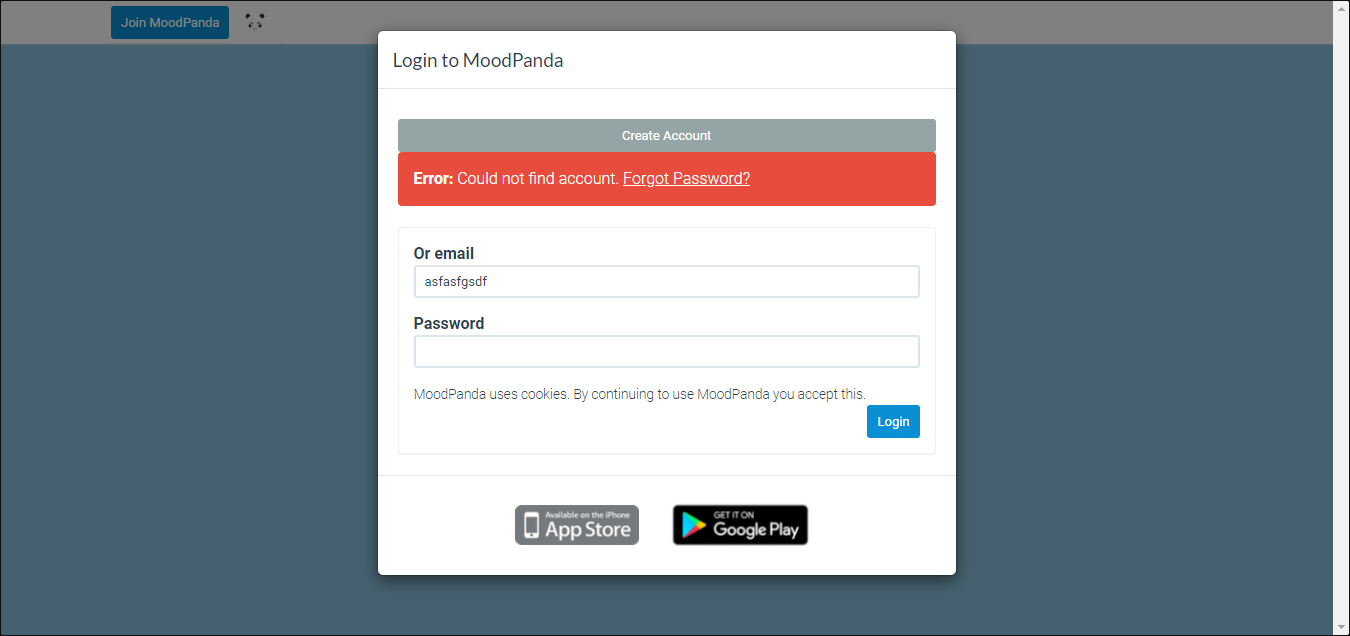 Join MoodPanda
Login to MoodPanda
Create Account
Error: Could not find account. Forgot Password?
Or email
asfasfgsdf
Password
MoodPanda uses cookies. By continuing to use MoodPanda you accept this.
Login
Available on the iPhone
App Store
GET IT ON
Google Play